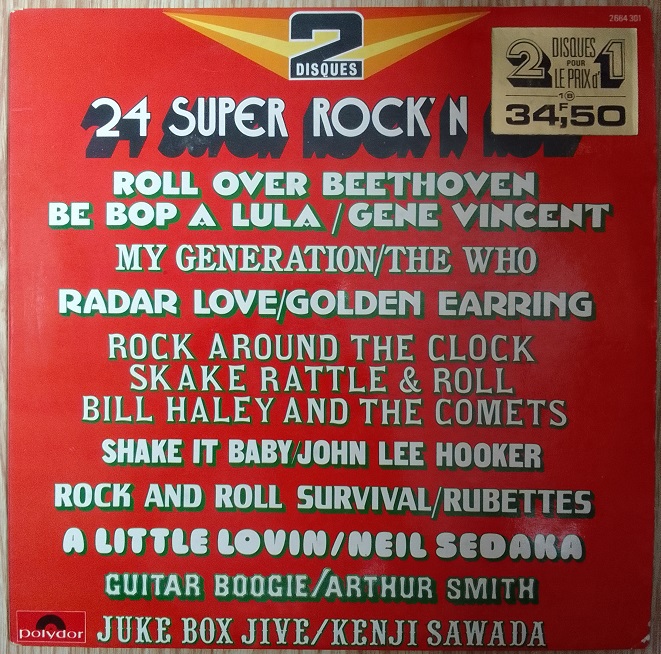 2664 301
2
DISQUES
2 DISQUES POUR LE PRIX d'1
1 B
34,F50
24 SUPER ROCK'N
ROLL OVER BEETHOVEN
BE BOP A LULA / GENE VINCENT
MY GENERATION/THE WHO
RADAR LOVE/GOLDEN EARRING
ROCK AROUND THE CLOCK
SKAKE RATTLE & ROLL
BILL HALEY AND THE COMETS
SHAKE IT BABY/JOHN LEE HOOKER
ROCK AND ROLL SURVIVAL/RUBETTES
A LITTLE LOVIN/NEIL SEDAKA
GUITAR BOOGIE/ARTHUR SMITH
JUKE BOX JIVE/KENJI SAWADA
polydor